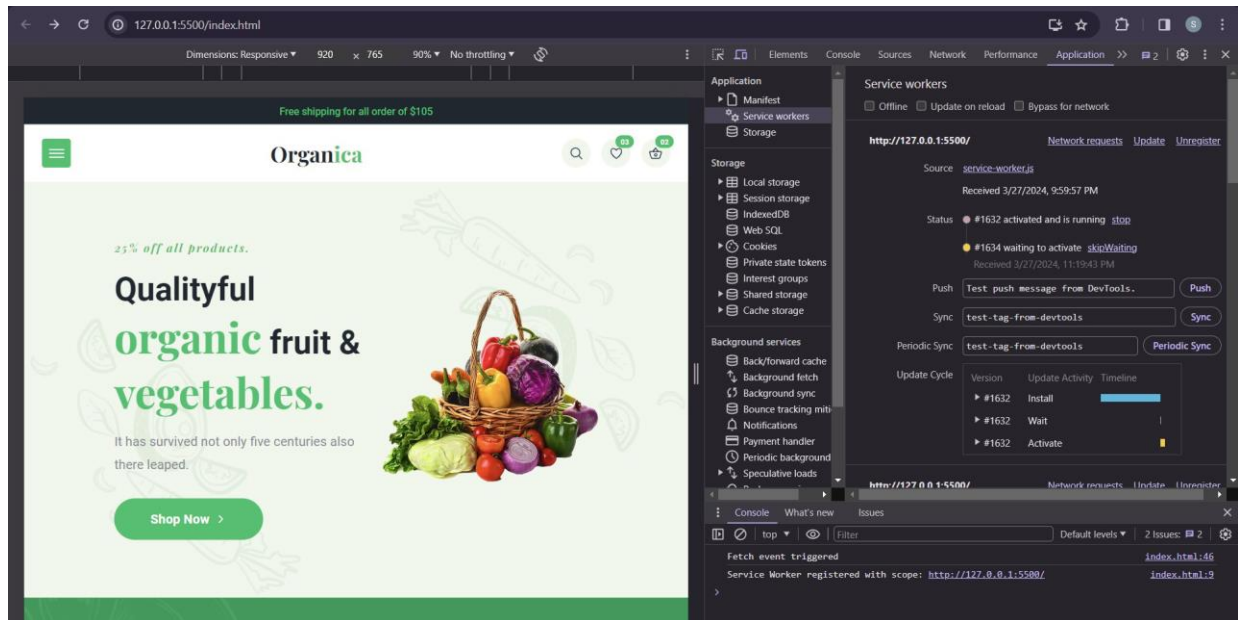 127.0.0.1:5500/index.html
S
Dimensions: Responsive 920 x 765 90% No throttling
Free shipping for all order of $105
Organica
03
02
25% off all products.
Qualityful
organic fruit &
vegetables.
It has survived not only five centuries also
there leaped.
Shop Now
Elements Console Sources Network Performance Application 2
Application
Manifest
Service workers
Storage
Storage
Local storage
Session storage
IndexedDB
Web SQL
Cookies
Private state tokens
Interest groups
Shared storage
Cache storage
Background services
Back/forward cache
Background fetch
Background sync
Bounce tracking miti
Notifications
Payment handler
Periodic background
Speculative loads
Service workers
Offline Update on reload Bypass for network
http://127.0.0.1:5500/ Network requests Update Unregister
Source service-worker.js
Received 3/27/2024, 9:59:57 PM
Status #1632 activated and is running stop
#1634 waiting to activate skipWaiting
Received 3/27/2024, 11:19:43 PM
Push Test push message from DevTools. Push
Sync test-tag-from-devtools Sync
Periodic Sync test-tag-from-devtools Periodic Sync
Update Cycle Version Update Activity Timeline
#1632 Install
#1632 Wait
#1632 Activate
http://127.0.0.1:5500/ Network requests Update Unregister
Console What's new Issues
top Filter Default levels 2 Issues: 2
Fetch event triggered index.html:46
Service Worker registered with scope: http://127.0.0.1:5500/ index.html:9